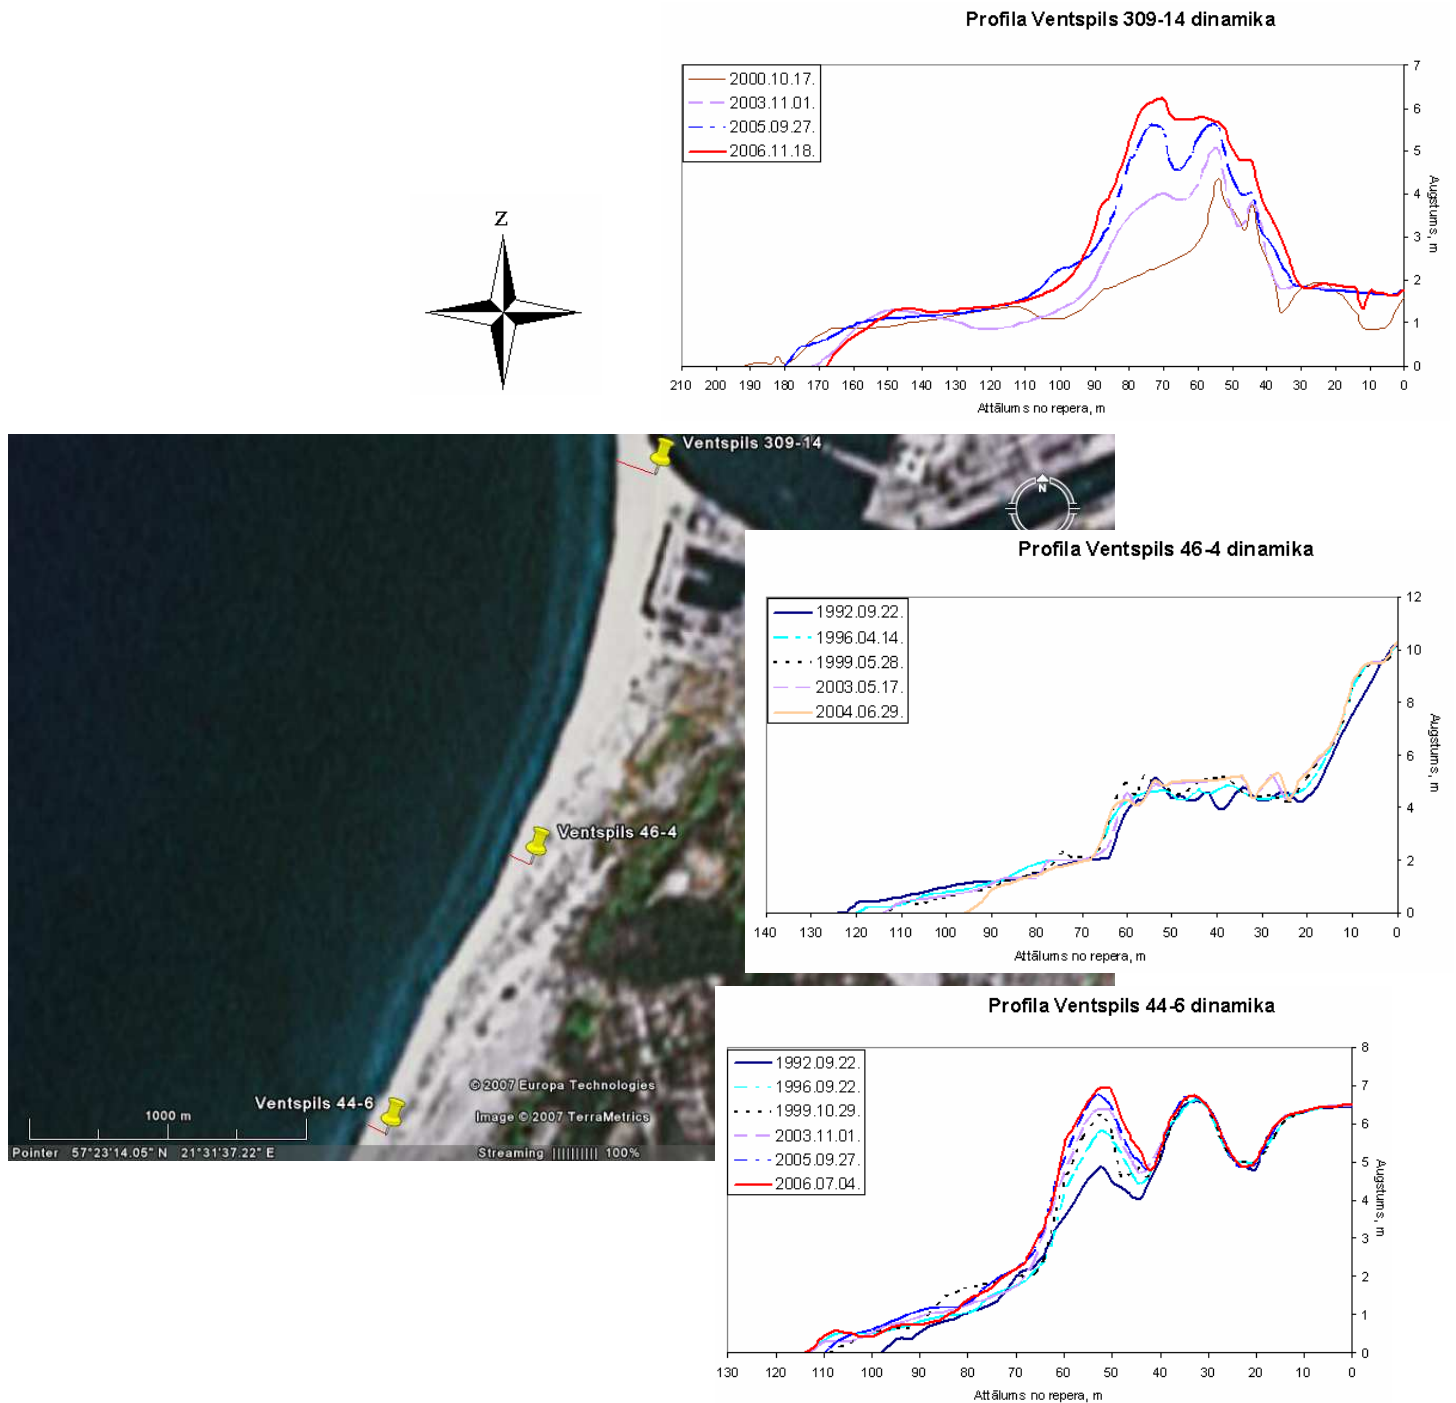 Profila Ventspils 309-14 dinamika
2000.10.17.
2003.11.01.
2005.09.27.
2006.11.18.
7
6
5
4
3
2
1
0
Augstums, m
210 200 190 180 170 160 150 140 130 120 110 100 90 80 70 60 50 40 30 20 10 0
Attālums no repera, m
Z
Ventspils 309-14
N
Ventspils 46-4
Ventspils 44-6
1000 m
© 2007 Europa Technologies
Image © 2007 TerraMetrics
Pointer 57°23'14.05" N 21°31'37.22" E
Streaming |||||||||| 100%
Profila Ventspils 46-4 dinamika
1992.09.22.
1996.04.14.
1999.05.28.
2003.05.17.
2004.06.29.
12
10
8
6
4
2
0
Augstums, m
140 130 120 110 100 90 80 70 60 50 40 30 20 10 0
Attālums no repera, m
Profila Ventspils 44-6 dinamika
1992.09.22.
1996.09.22.
1999.10.29.
2003.11.01.
2005.09.27.
2006.07.04.
8
7
6
5
4
3
2
1
0
Augstums, m
130 120 110 100 90 80 70 60 50 40 30 20 10 0
Attālums no repera, m